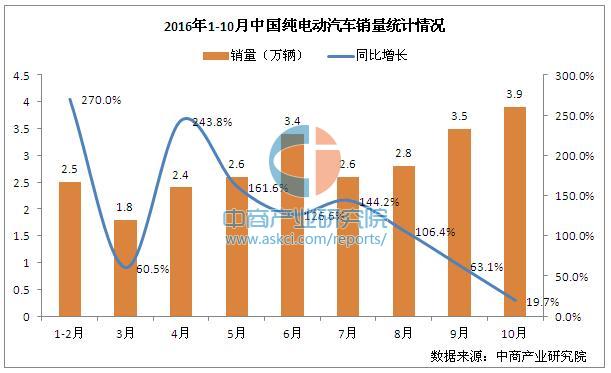 2016年1-10月中国纯电动汽车销量统计情况
销量（万辆） 同比增长
4.5 300.0%
4 250.0%
3.5 200.0%
3 150.0%
2.5 100.0%
2 50.0%
1.5 0.0%
1
0.5
0
270.0% 243.8% 3.9
3.5
3.4
2.5 2.4 2.6 2.6 2.8
1.8 161.6% 144.2%
126.6%
106.4%
60.5% 63.1%
19.7%
中商产业研究院
www.askci.com/reports/
1-2月 3月 4月 5月 6月 7月 8月 9月 10月
数据来源：中商产业研究院